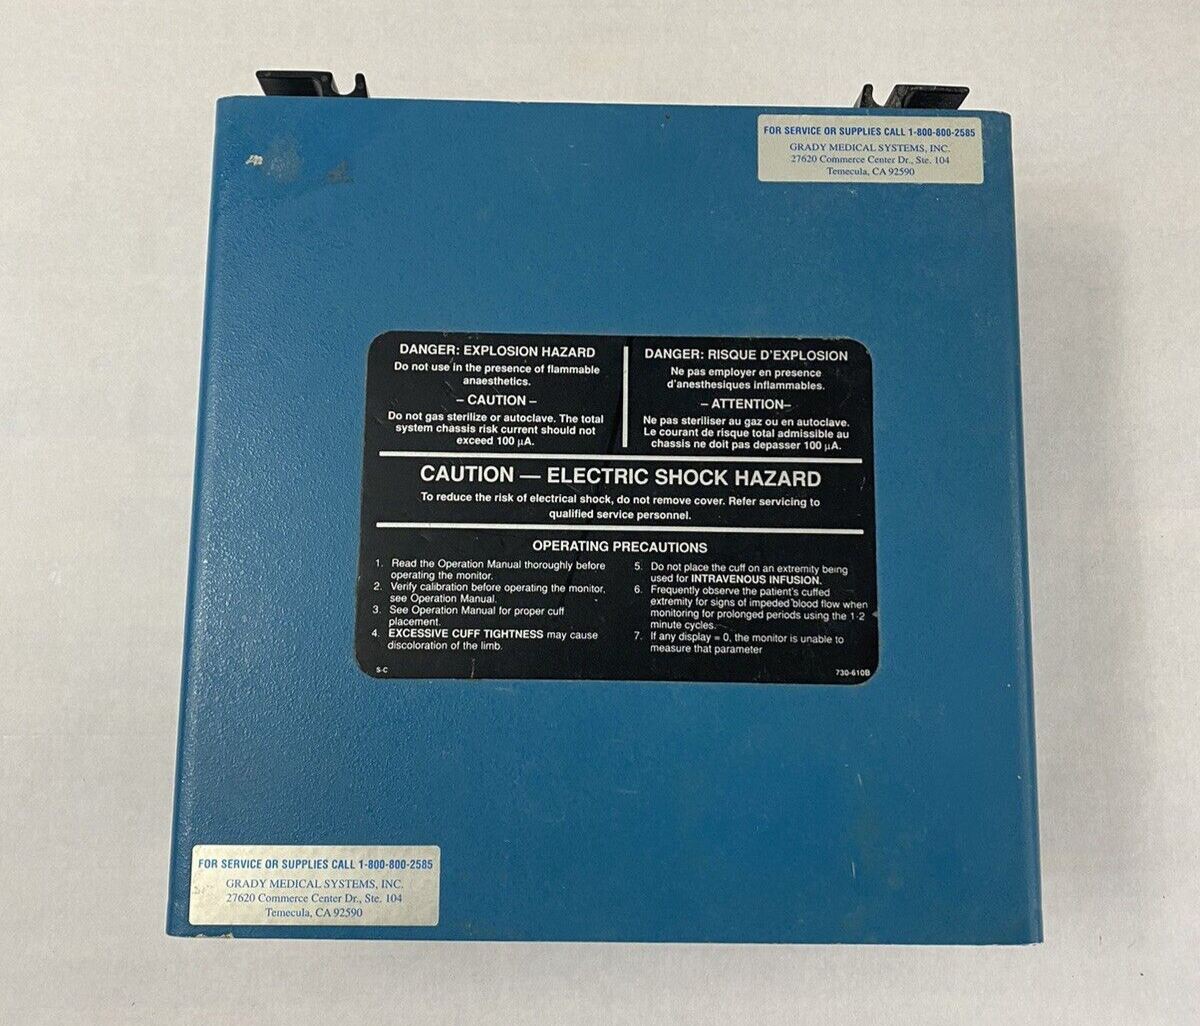 FOR SERVICE OR SUPPLIES CALL 1-800-800-2585
GRADY MEDICAL SYSTEMS, INC.
27620 Commerce Center Dr., Ste. 104
Temecula, CA 92590
DANGER: EXPLOSION HAZARD
Do not use in the presence of flammable
anaesthetics.
– CAUTION –
Do not gas sterilize or autoclave. The total
system chassis risk current should not
exceed 100 µA.
DANGER: RISQUE D'EXPLOSION
Ne pas employer en presence
d'anesthesiques inflammables.
– ATTENTION–
Ne pas steriliser au gaz ou en autoclave.
Le courant de risque total admissible au
chassis ne doit pas depasser 100 µA.
CAUTION — ELECTRIC SHOCK HAZARD
To reduce the risk of electrical shock, do not remove cover. Refer servicing to
qualified service personnel.
OPERATING PRECAUTIONS
1. Read the Operation Manual thoroughly before
operating the monitor.
2. Verify calibration before operating the monitor,
see Operation Manual.
3. See Operation Manual for proper cuff
placement.
4. EXCESSIVE CUFF TIGHTNESS may cause
discoloration of the limb.
5. Do not place the cuff on an extremity being
used for INTRAVENOUS INFUSION.
6. Frequently observe the patient's cuffed
extremity for signs of impeded blood flow when
monitoring for prolonged periods using the 1-2
minute cycles.
7. If any display = 0, the monitor is unable to
measure that parameter
S-C
730-610B
FOR SERVICE OR SUPPLIES CALL 1-800-800-2585
GRADY MEDICAL SYSTEMS, INC.
27620 Commerce Center Dr., Ste. 104
Temecula, CA 92590